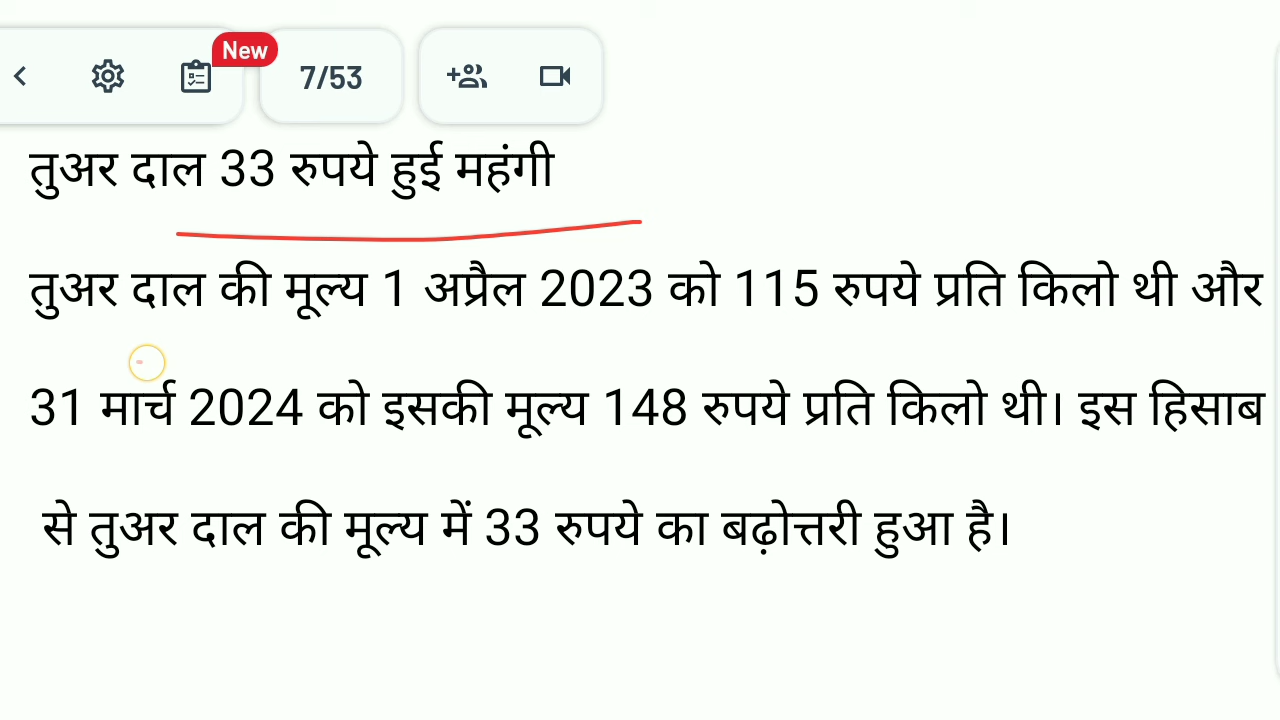 New
7/53
तुअर दाल 33 रुपये हुई महंगी
तुअर दाल की मूल्य 1 अप्रैल 2023 को 115 रुपये प्रति किलो थी और
31 मार्च 2024 को इसकी मूल्य 148 रुपये प्रति किलो थी। इस हिसाब
से तुअर दाल की मूल्य में 33 रुपये का बढ़ोत्तरी हुआ है।